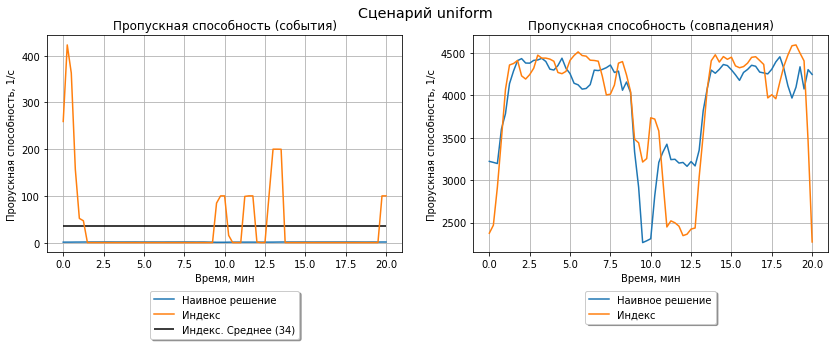 Сценарий uniform
Пропускная способность (события)
Прорускная способность, 1/с
400
300
200
100
0
0.0 2.5 5.0 7.5 10.0 12.5 15.0 17.5 20.0
Время, мин
Наивное решение
Индекс
Индекс. Среднее (34)
Пропускная способность (совпадения)
Прорускная способность, 1/с
4500
4000
3500
3000
2500
0.0 2.5 5.0 7.5 10.0 12.5 15.0 17.5 20.0
Время, мин
Наивное решение
Индекс